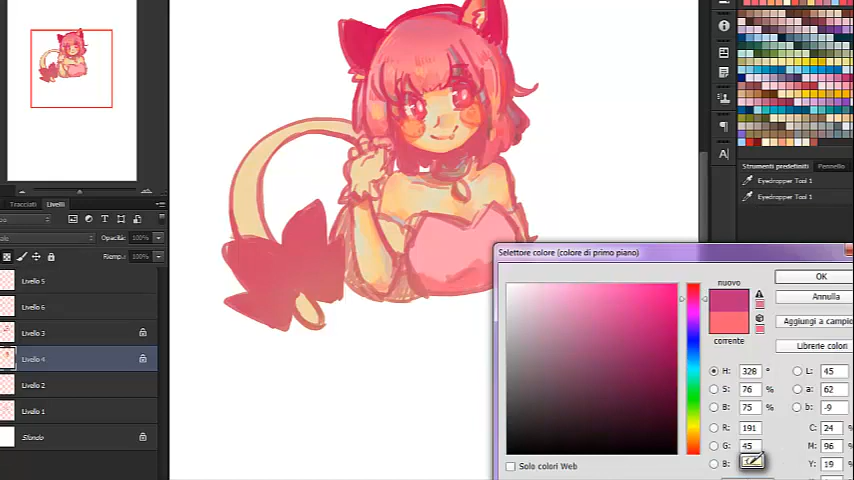 Tracciati Livelli
Opacità: 100%
Riemp.: 100%
Livello 5
Livello 6
Livello 3
Livello 4
Livello 2
Livello 1
Sfondo
Strumenti predefiniti Pennello
Eyedropper Tool 1
Eyedropper Tool 1
Selettore colore (colore di primo piano)
nuovo
corrente
OK
Annulla
Aggiungi a campio
Librerie colori
H: 328 ° L: 45
S: 76 % a: 62
B: 75 % b: -9
R: 191 C: 24 %
G: 45 M: 96 %
B: Y: 19 %
Solo colori Web